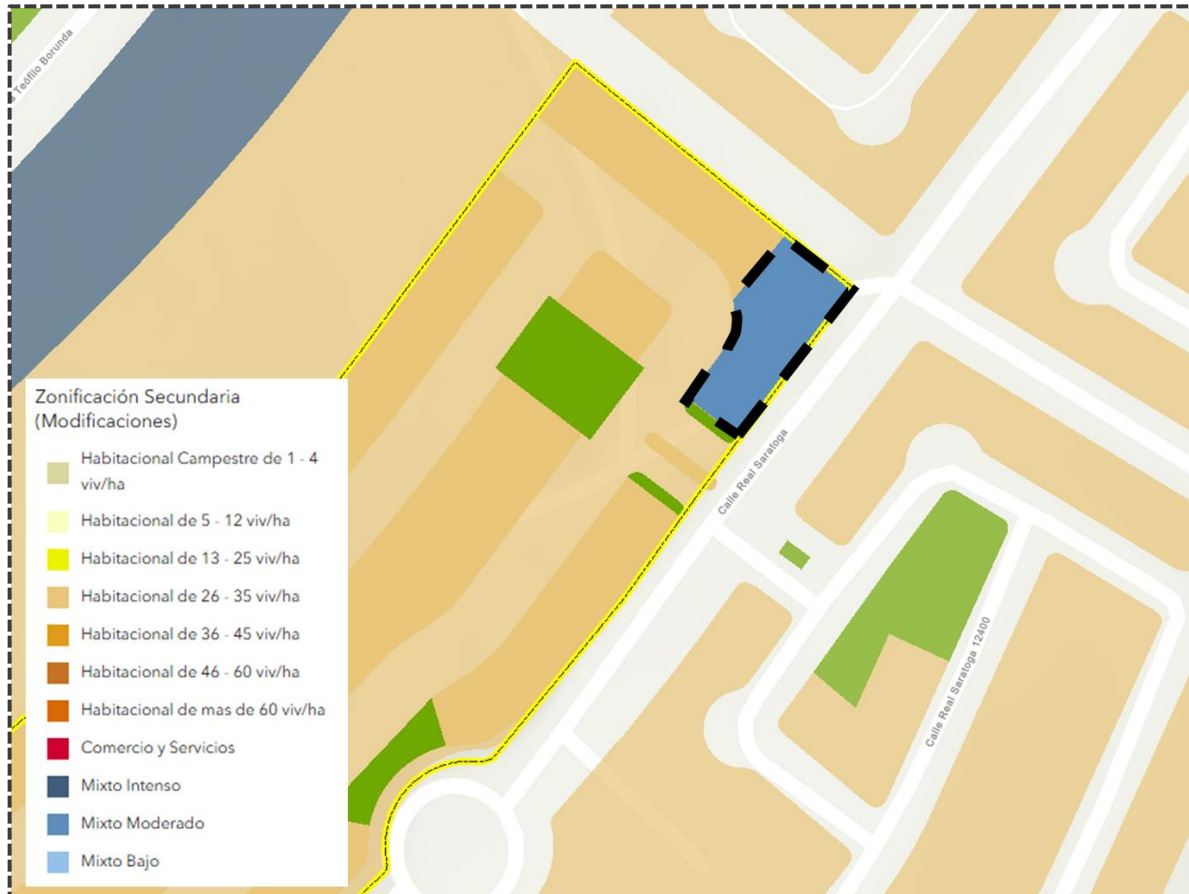 a Teófilo Borunda
Calle Real Saratoga
Calle Real Saratoga 12400
Zonificación Secundaria
(Modificaciones)
Habitacional Campestre de 1 - 4
viv/ha
Habitacional de 5 - 12 viv/ha
Habitacional de 13 - 25 viv/ha
Habitacional de 26 - 35 viv/ha
Habitacional de 36 - 45 viv/ha
Habitacional de 46 - 60 viv/ha
Habitacional de mas de 60 viv/ha
Comercio y Servicios
Mixto Intenso
Mixto Moderado
Mixto Bajo